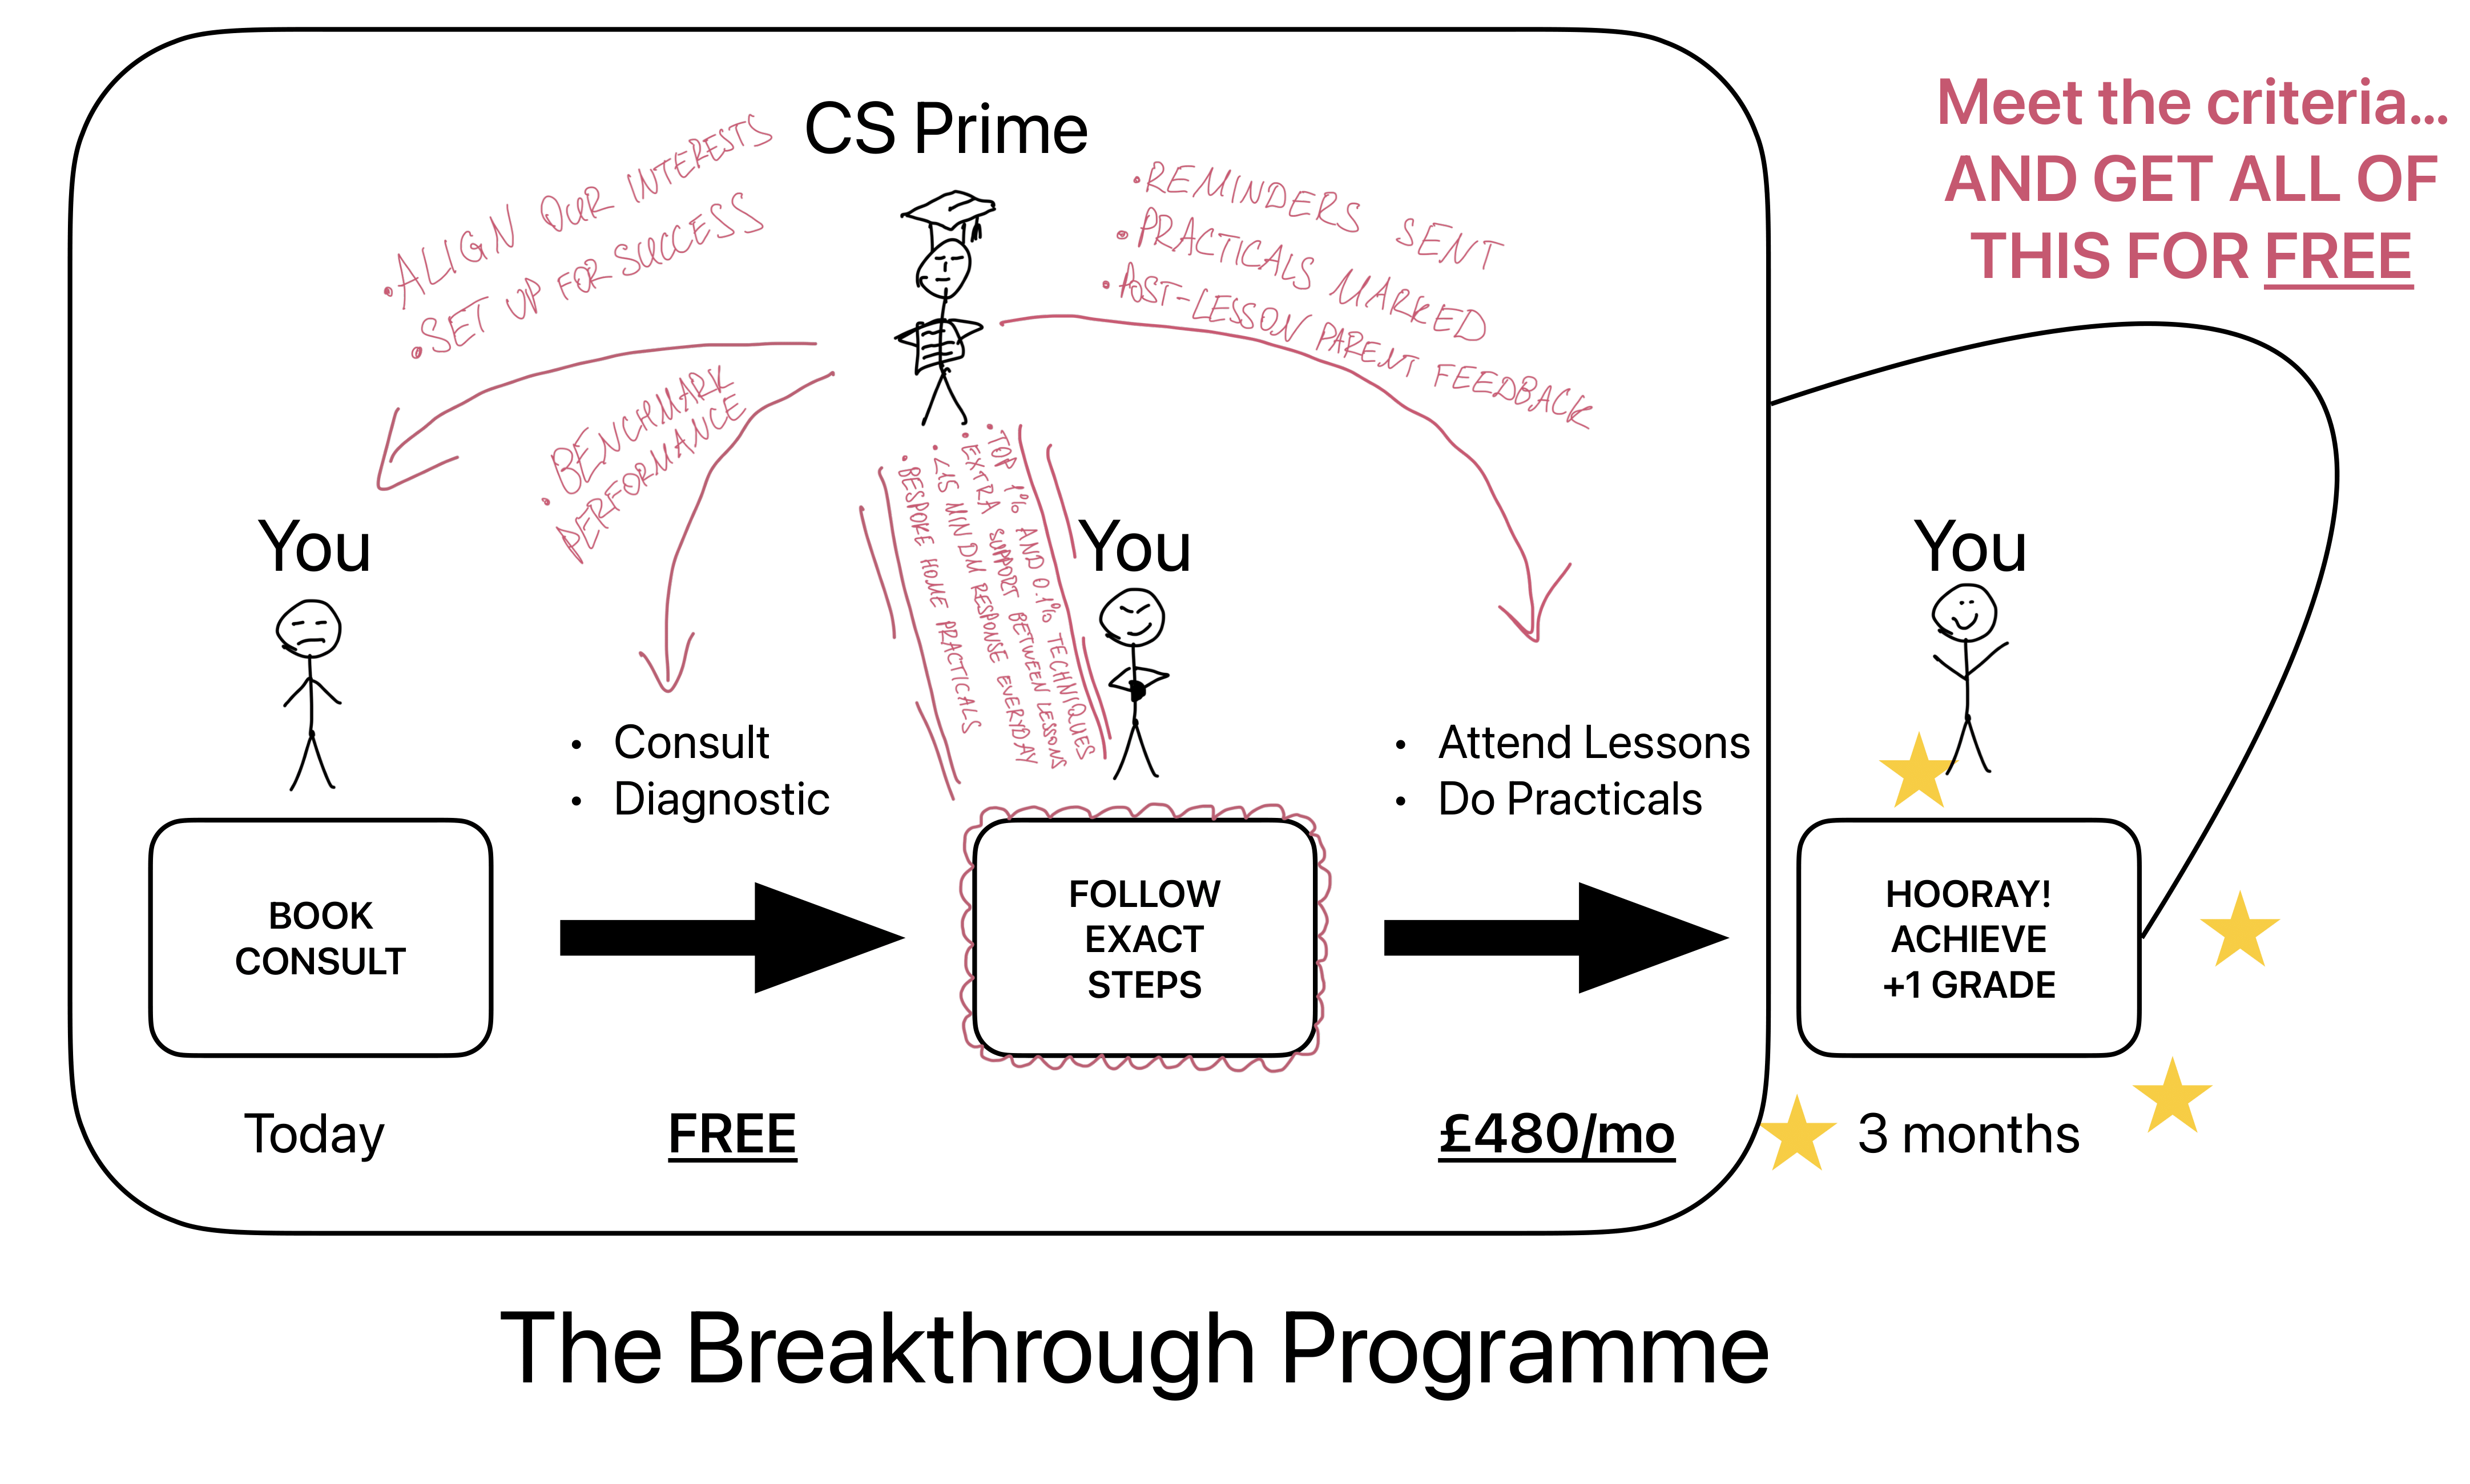 CS Prime
Meet the criteria...
AND GET ALL OF
THIS FOR FREE
• ALIGN OUR INTERESTS
• SET UP FOR SUCCESS
• REMINDERS SENT
• PRACTICALS MARKED
• POST-LESSON PARENT FEEDBACK
• BENCHMARK
PERFORMANCE
• TOP 1% AND 0.1% TECHNIQUES
• EXTRA SUPPORT BETWEEN LESSONS
• <15 MIN DM RESPONSE EVERYDAY
• BESPOKE HOME PRACTICALS
You
You
You
• Consult
• Diagnostic
• Attend Lessons
• Do Practicals
BOOK
CONSULT
FOLLOW
EXACT
STEPS
HOORAY!
ACHIEVE
+1 GRADE
Today
FREE
£480/mo
3 months
The Breakthrough Programme